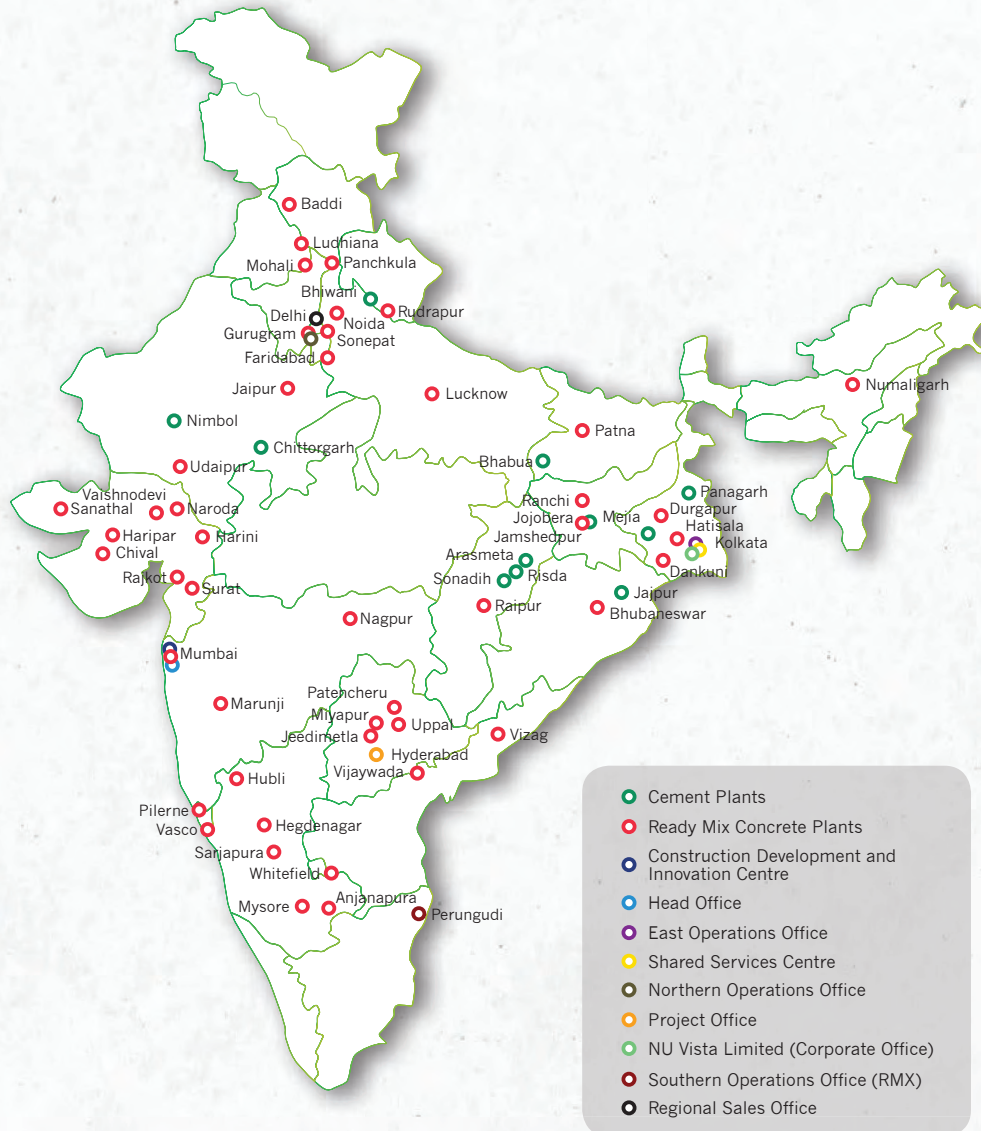 Baddi
Ludhiana
Mohali
Panchkula
Bhiwani
Rudrapur
Delhi
Noida
Gurugram
Sonepat
Faridabad
Jaipur
Lucknow
Numaligarh
Nimbol
Patna
Chittorgarh
Bhabua
Udaipur
Vaishnodevi
Sanathal
Naroda
Panagarh
Ranchi
Durgapur
Jojobera
Mejia
Hatisala
Jamshedpur
Haripar
Harini
Kolkata
Chival
Arasmeta
Dankuni
Rajkot
Sonadih
Risda
Surat
Jajpur
Raipur
Bhubaneswar
Nagpur
Mumbai
Patencheru
Marunji
Miyapur
Uppal
Jeedimetla
Vizag
Hyderabad
Vijaywada
Hubli
Pilerne
Vasco
Hegdenagar
Sarjapura
Whitefield
Anjanapura
Mysore
Perungudi
Cement Plants
Ready Mix Concrete Plants
Construction Development and
Innovation Centre
Head Office
East Operations Office
Shared Services Centre
Northern Operations Office
Project Office
NU Vista Limited (Corporate Office)
Southern Operations Office (RMX)
Regional Sales Office